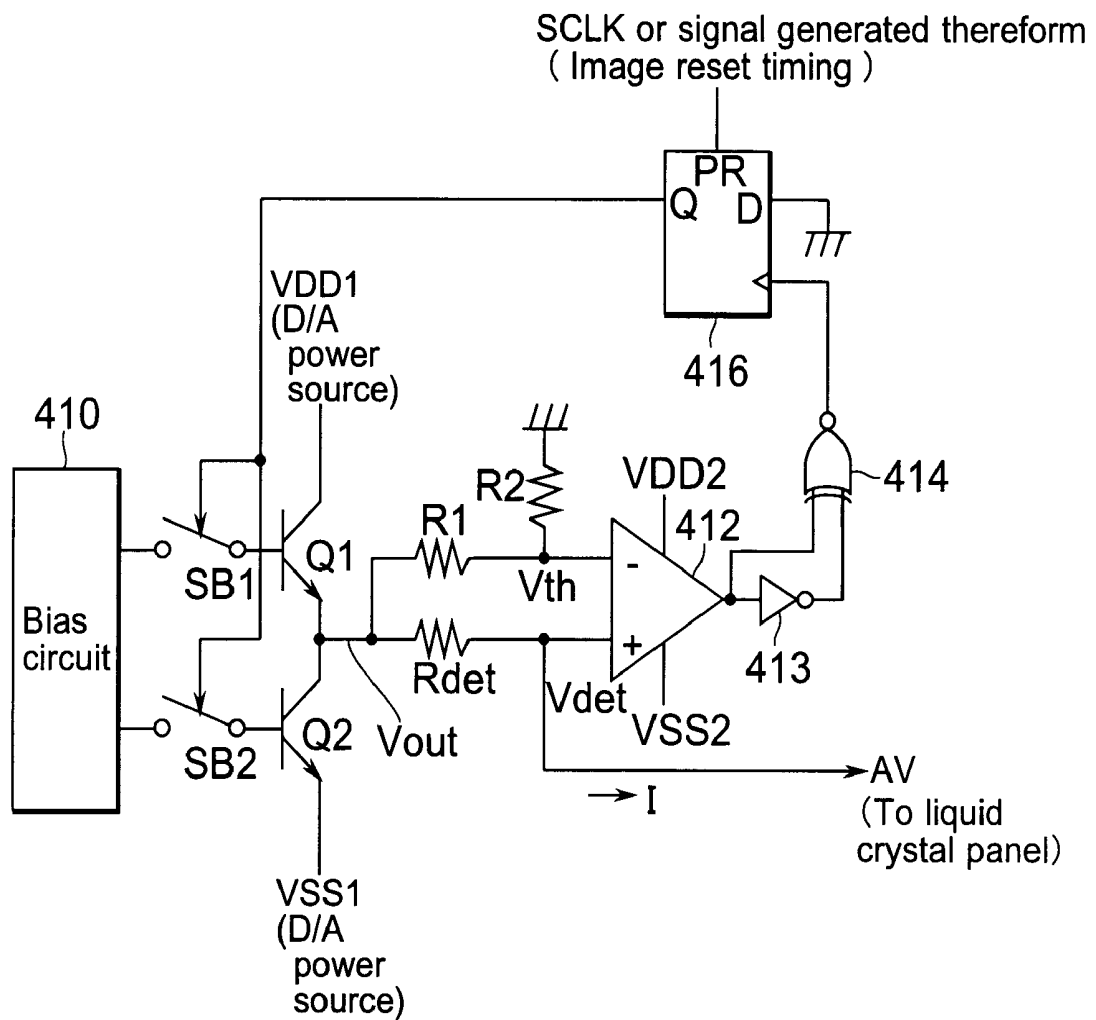 SCLK or signal generated thereform
( Image reset timing )
PR
Q
D
416
VDD1
(D/A
power
source)
410
414
R2
VDD2
412
R1
Q1
Vth
-
SB1
Bias
circuit
+
413
Rdet
Vdet
Q2
Vout
VSS2
SB2
AV
I
(To liquid
crystal panel)
VSS1
(D/A
power
source)